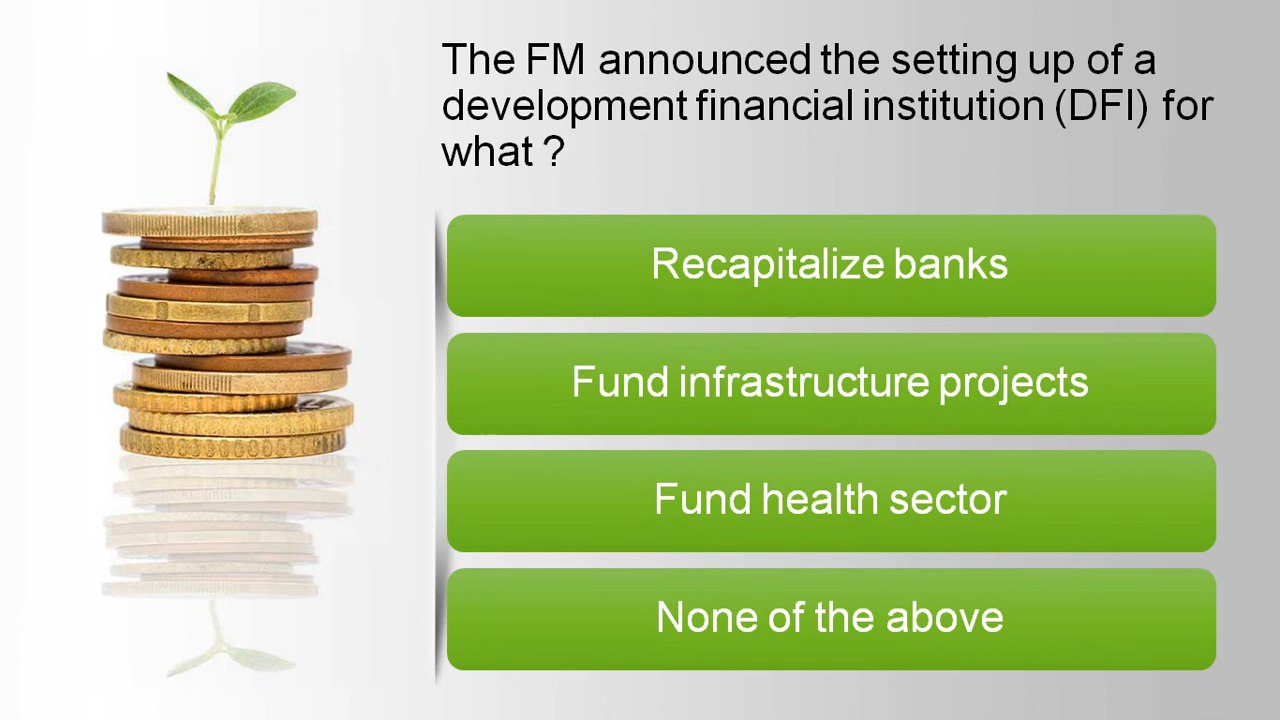 The FM announced the setting up of a
development financial institution (DFI) for
what ?
Recapitalize banks
Fund infrastructure projects
Fund health sector
None of the above